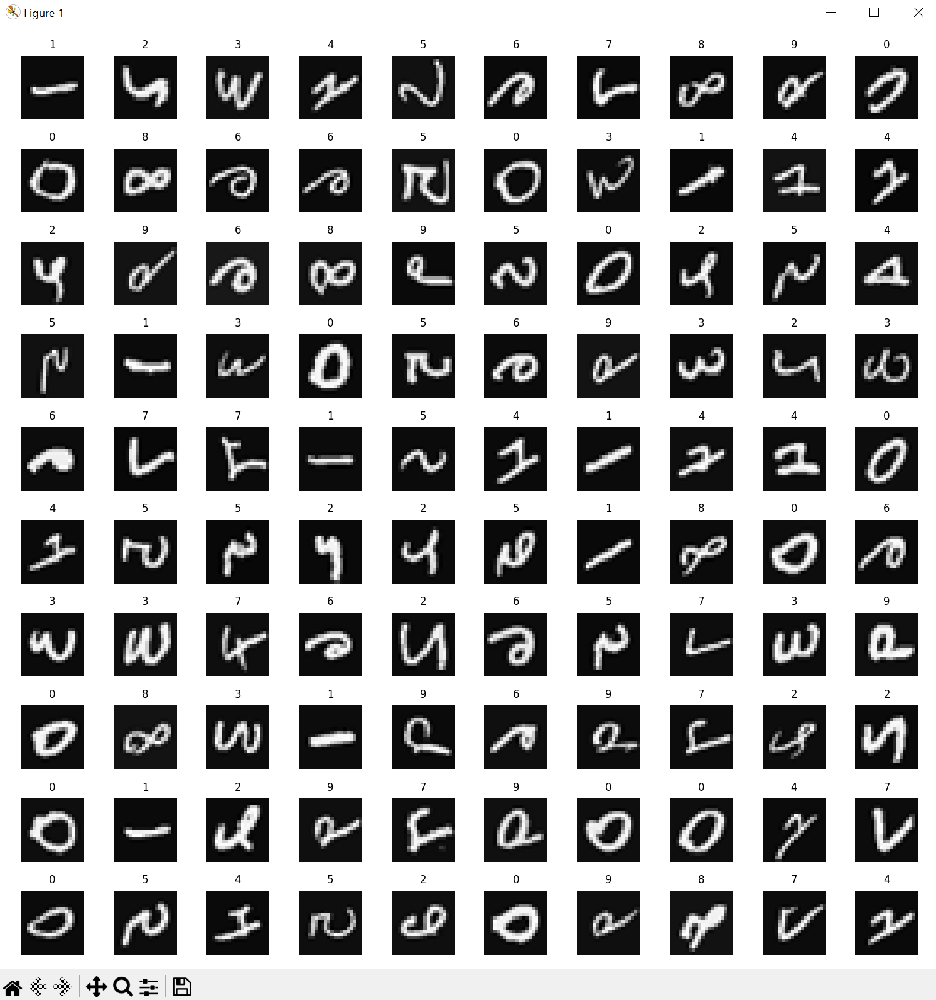 Figure 1
1 2 3 4 5 6 7 8 9 0
0 8 6 6 5 0 3 1 4 4
2 9 6 8 9 5 0 2 5 4
5 1 3 0 5 6 9 3 2 3
6 7 7 1 5 4 1 4 4 0
4 5 5 2 2 5 1 8 0 6
3 3 7 6 2 6 5 7 3 9
0 8 3 1 9 6 9 7 2 2
0 1 2 9 7 9 0 0 4 7
0 5 4 5 2 0 9 8 7 4